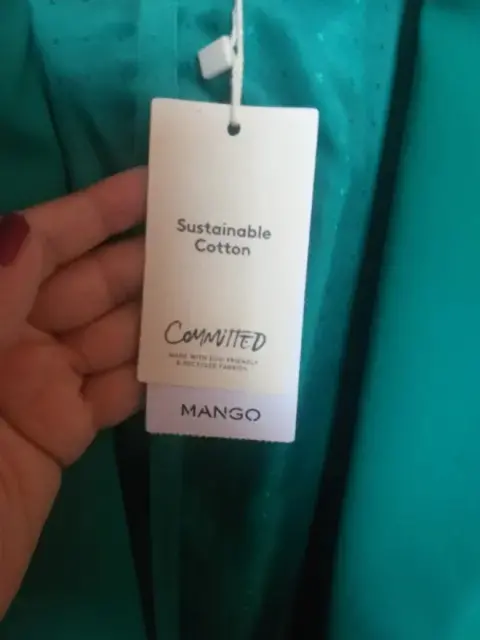 Sustainable
Cotton
COMMITTED
MADE WITH ECO FRIENDLY
& RECYCLED FABRICS
MANGO